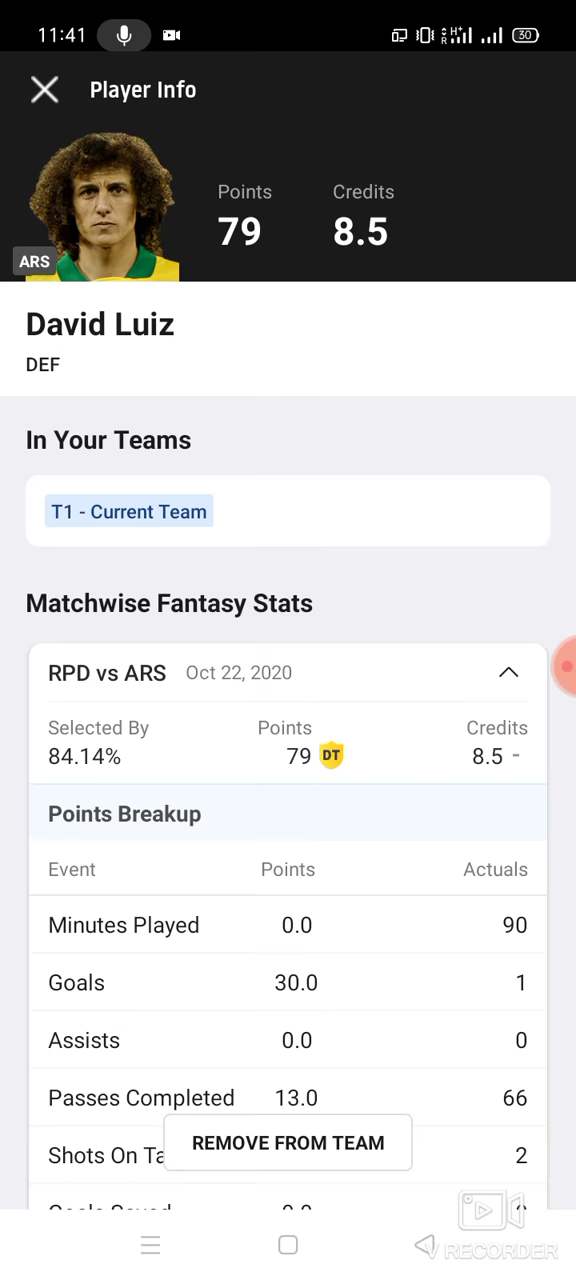 11:41
30
Player Info
Points
Credits
79
8.5
ARS
David Luiz
DEF
In Your Teams
T1 - Current Team
Matchwise Fantasy Stats
RPD vs ARS Oct 22, 2020
Selected By Points Credits
84.14% 79 DT 8.5 -
Points Breakup
Event Points Actuals
Minutes Played 0.0 90
Goals 30.0 1
Assists 0.0 0
Passes Completed 13.0 66
REMOVE FROM TEAM
Shots On 2
V RECORDER